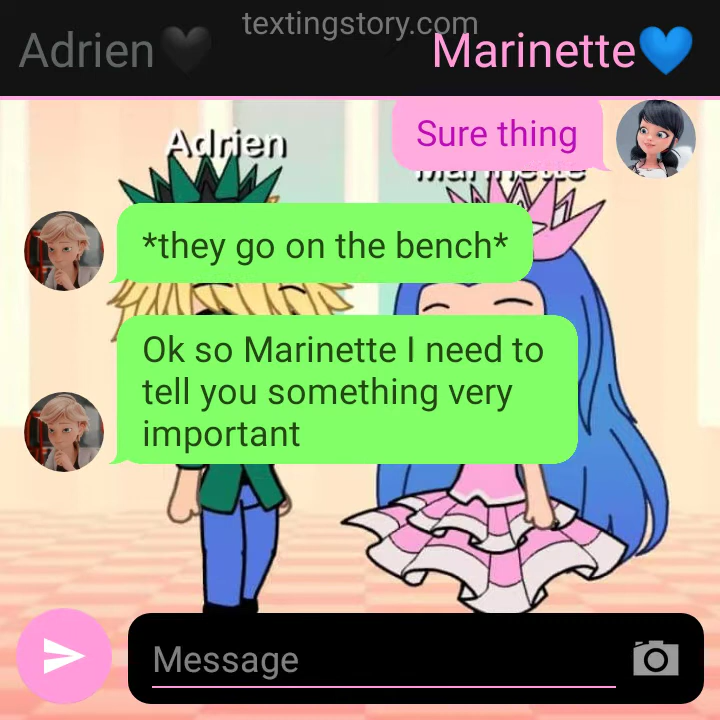 textingstory.com
Adrien🖤
Marinette💙
Sure thing
Adrien
Marinette
*they go on the bench*
Ok so Marinette I need to
tell you something very
important
Message